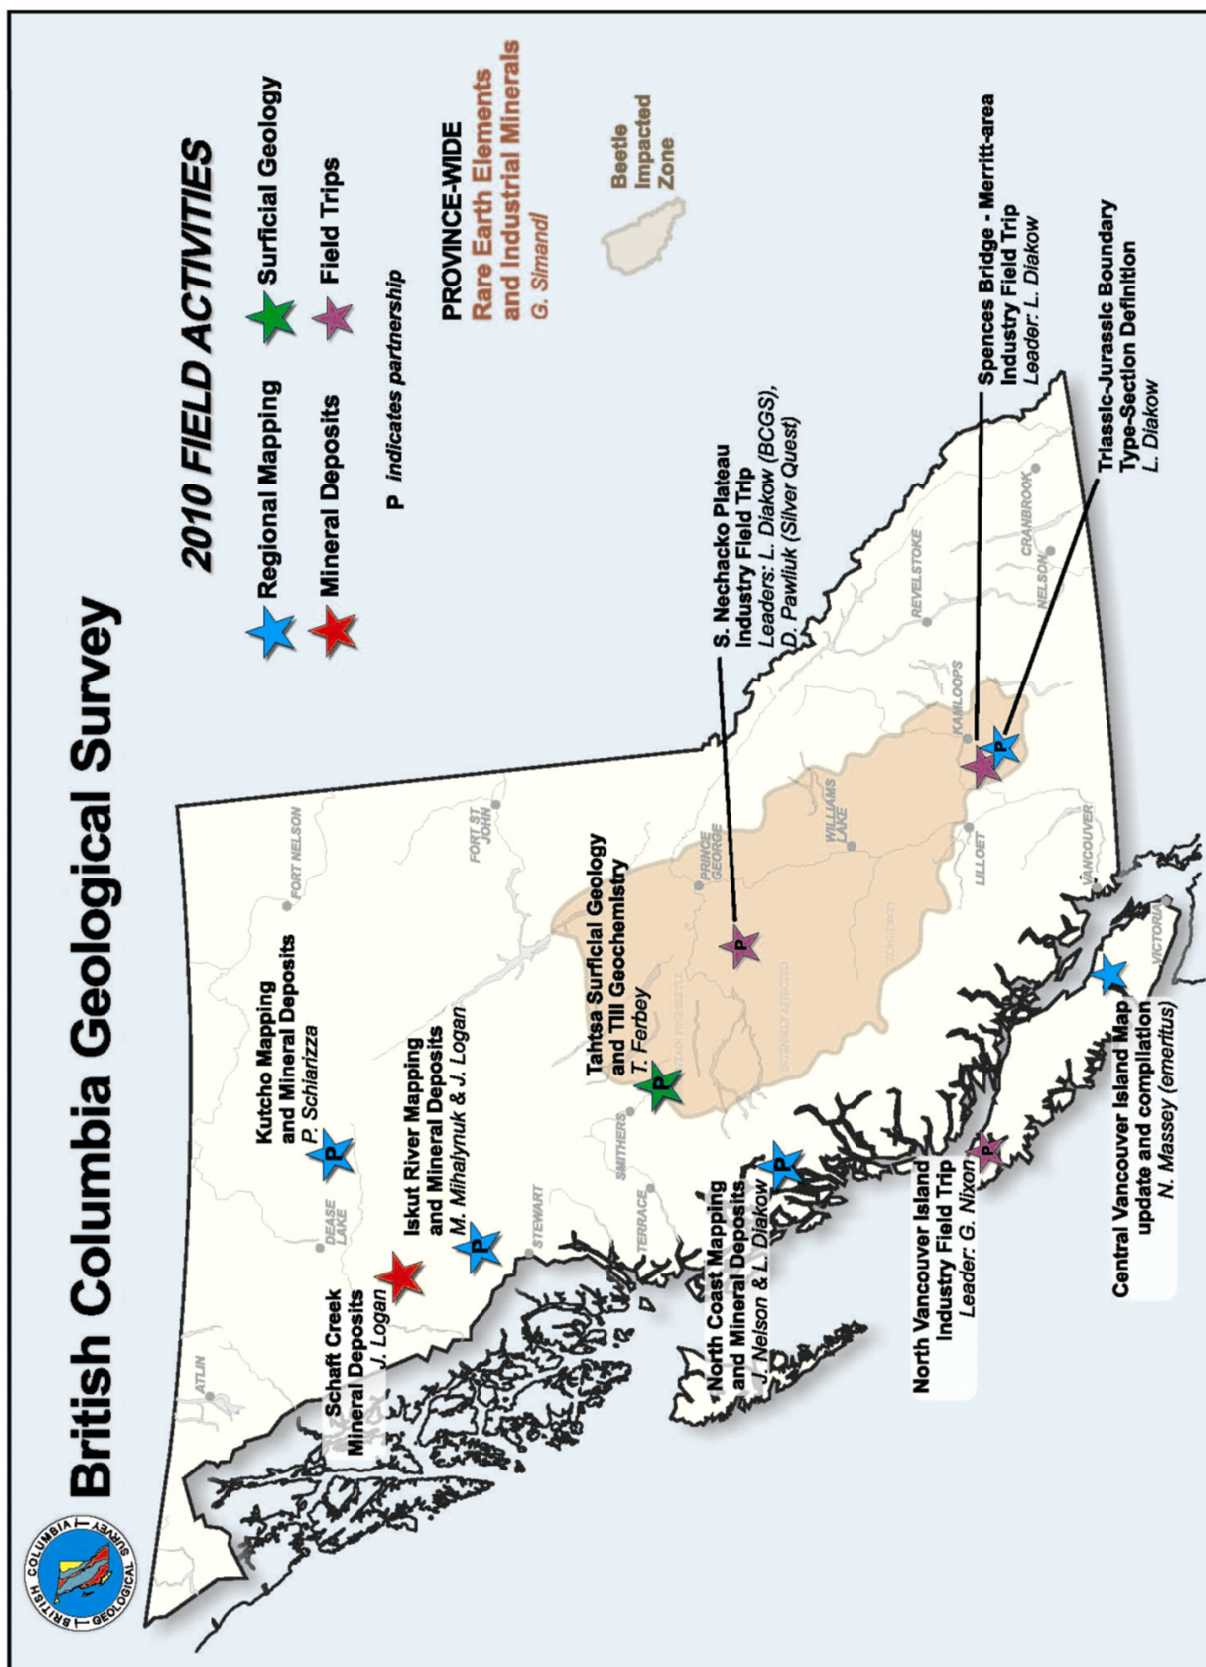 BRITISH COLUMBIA
GEOLOGICAL SURVEY
British Columbia Geological Survey
2010 FIELD ACTIVITIES
Regional Mapping
Surficial Geology
Mineral Deposits
Field Trips
P indicates partnership
PROVINCE-WIDE
Rare Earth Elements
and Industrial Minerals
G. Simandl
Beetle
Impacted
Zone
ATLIN
DEASE
LAKE
FORT NELSON
FORT ST
JOHN
Kutcho Mapping
and Mineral Deposits
P. Schiarizza
P
Schaft Creek
Mineral Deposits
J. Logan
Iskut River Mapping
and Mineral Deposits
M. Mihalynuk & J. Logan
P
STEWART
TERRACE
SMITHERS
Tahtsa Surficial Geology
and Till Geochemistry
T. Ferbey
P
PRINCE
GEORGE
S. Nechacko Plateau
Industry Field Trip
Leaders: L. Diakow (BCGS),
D. Pawliuk (Silver Quest)
P
North Coast Mapping
and Mineral Deposits
J. Nelson & L. Diakow
P
WILLIAMS
LAKE
North Vancouver Island
Industry Field Trip
Leader: G. Nixon
P
LILLOET
KAMLOOPS
REVELSTOKE
CRANBROOK
NELSON
Spences Bridge - Merritt-area
Industry Field Trip
Leader: L. Diakow
P
Triassic-Jurassic Boundary
Type-Section Definition
L. Diakow
VANCOUVER
VICTORIA
Central Vancouver Island Map
update and compilation
N. Massey (emeritus)